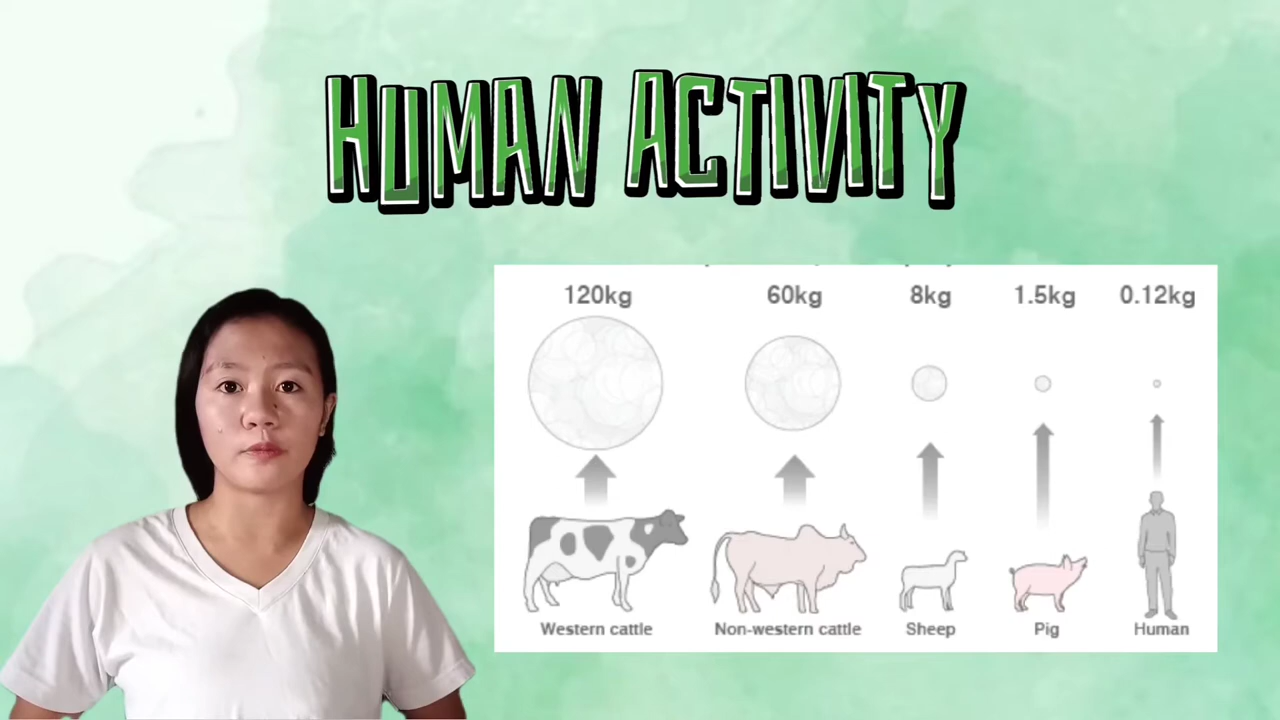 HUMAN ACTIVITY
120kg 60kg 8kg 1.5kg 0.12kg
Western cattle Non-western cattle Sheep Pig Human